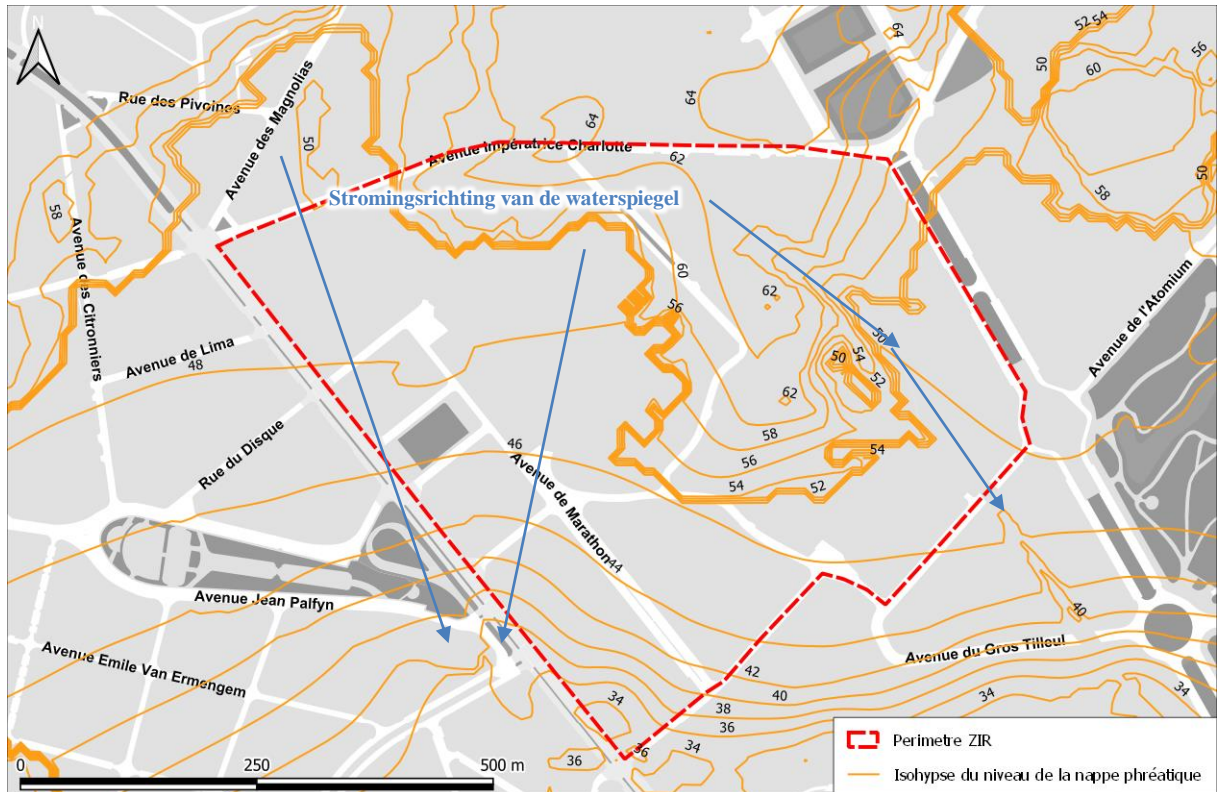 N
52
54
64
50
60
56
Rue des Pivoines
Avenue des Magnolias
50
64
64
Avenue Impératrice Charlotte
62
50
58
58
Stromingsrichting van de waterspiegel
Avenue des Citronniers
60
62
56
Avenue de l'Atomium
50
54
50
52
Avenue de Lima
48
62
58
46
56
54
Rue du Disque
54
52
Avenue de Marathon
44
Avenue Jean Palfyn
40
Avenue du Gros Tilleul
Avenue Emile Van Ermengem
42
40
34
34
38
34
36
36
34
36
0
250
500 m
Perimetre ZIR
Isohypse du niveau de la nappe phréatique